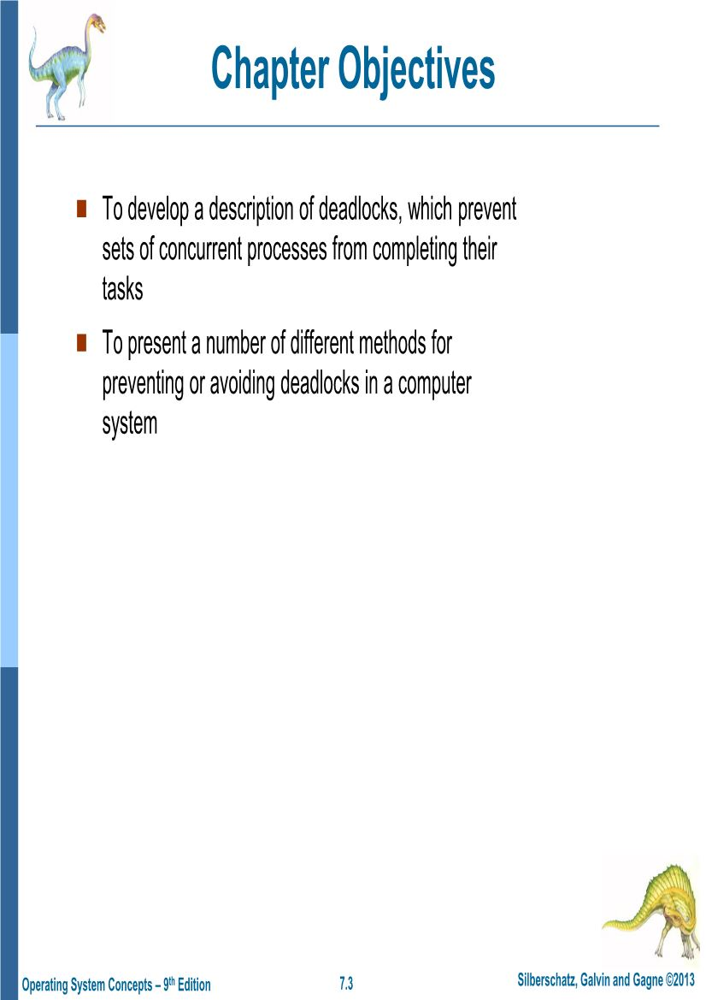 Chapter Objectives
■ To develop a description of deadlocks, which prevent
sets of concurrent processes from completing their
tasks
■ To present a number of different methods for
preventing or avoiding deadlocks in a computer
system
Operating System Concepts – 9th Edition
7.3
Silberschatz, Galvin and Gagne ©2013